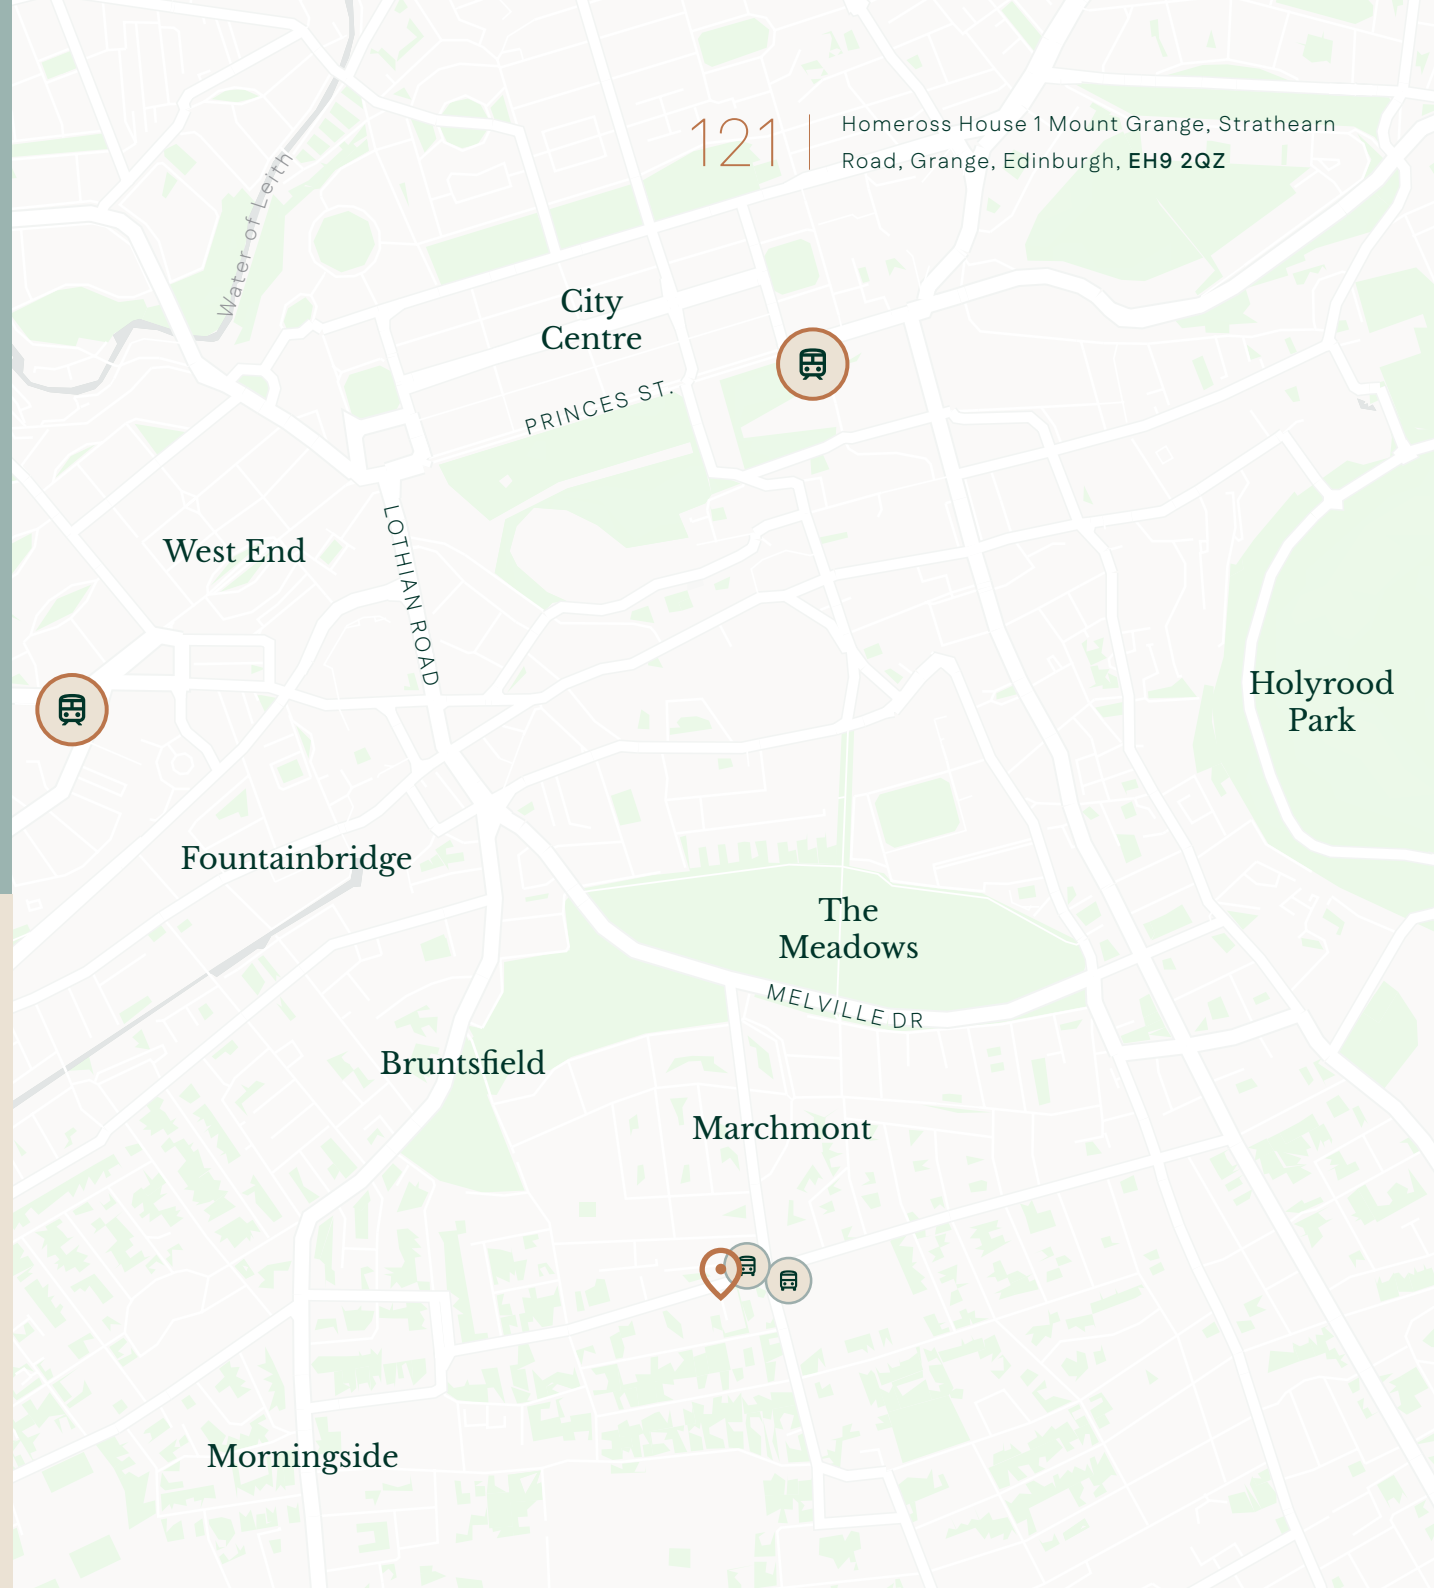 121
Homeross House 1 Mount Grange, Strathearn
Road, Grange, Edinburgh, EH9 2QZ
Water of Leith
City
Centre
PRINCES ST.
LOTHIAN ROAD
West End
Holyrood
Park
Fountainbridge
The
Meadows
MELVILLE DR
Bruntsfield
Marchmont
Morningside